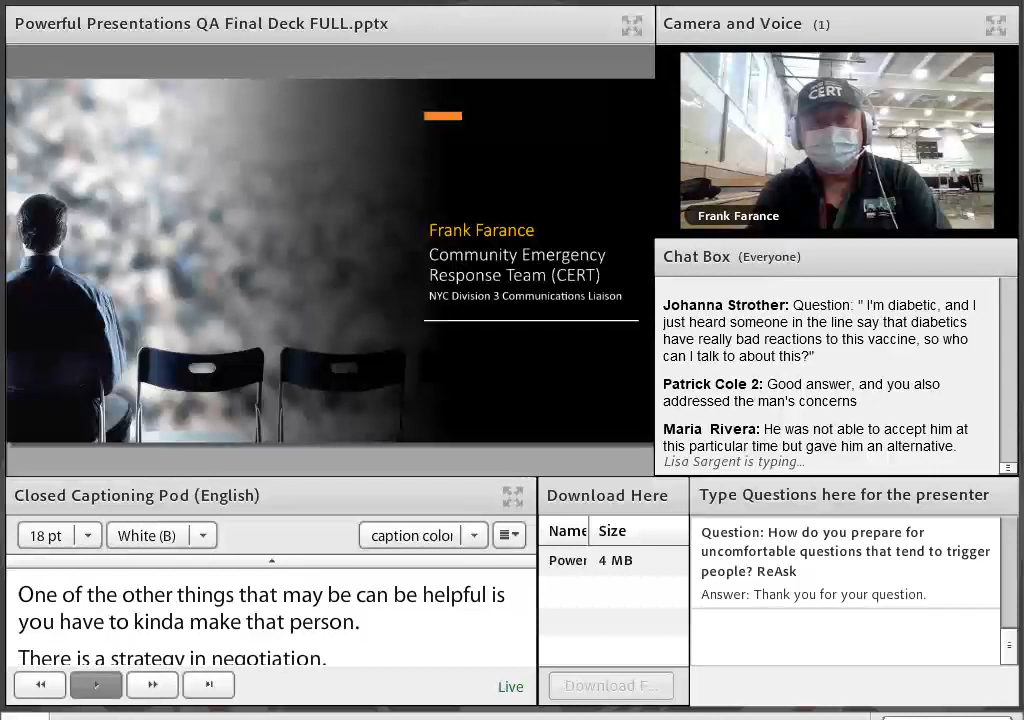 Powerful Presentations QA Final Deck FULL.pptx
Camera and Voice (1)
CERT
Frank Farance
Frank Farance
Community Emergency
Response Team (CERT)
NYC Division 3 Communications Liaison
Chat Box (Everyone)
Johanna Strother: Question: " I'm diabetic, and I
just heard someone in the line say that diabetics
have really bad reactions to this vaccine, so who
can I talk to about this?"
Patrick Cole 2: Good answer, and you also
addressed the man's concerns
Maria Rivera: He was not able to accept him at
this particular time but gave him an alternative.
Lisa Sargent is typing...
Closed Captioning Pod (English)
18 pt
White (B)
caption color
One of the other things that may be can be helpful is
you have to kinda make that person.
There is a strategy in negotiation.
Live
Download Here
Name Size
Power 4 MB
Download F...
Type Questions here for the presenter
Question: How do you prepare for
uncomfortable questions that tend to trigger
people? ReAsk
Answer: Thank you for your question.